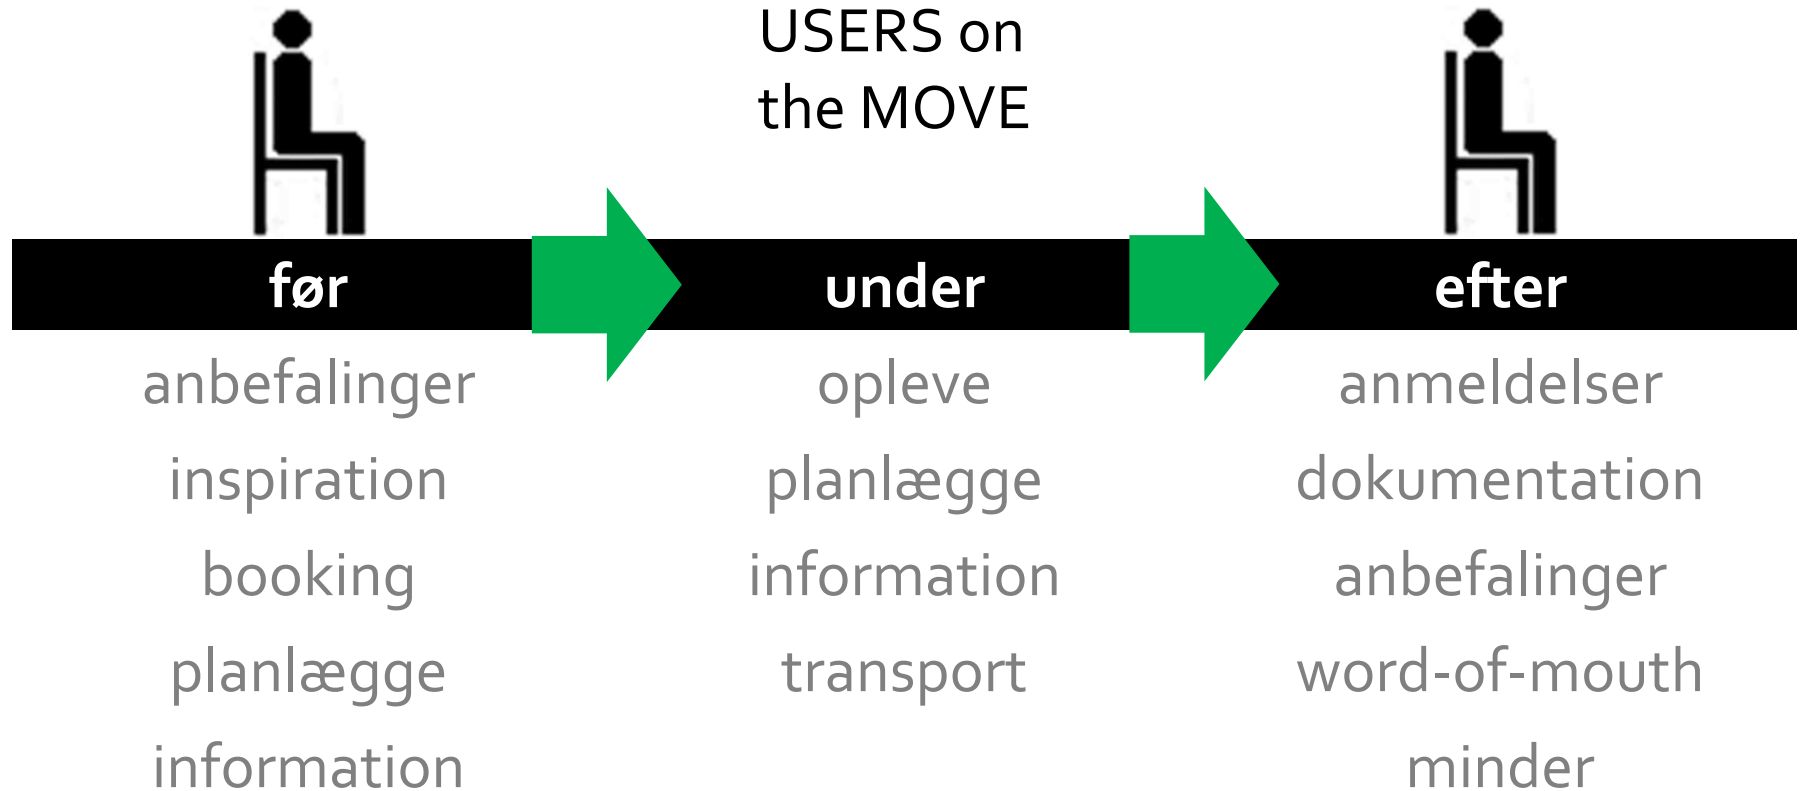 USERS on
the MOVE
før under efter
anbefalinger opleve anmeldelser
inspiration planlægge dokumentation
booking information anbefalinger
planlægge transport word-of-mouth
information minder